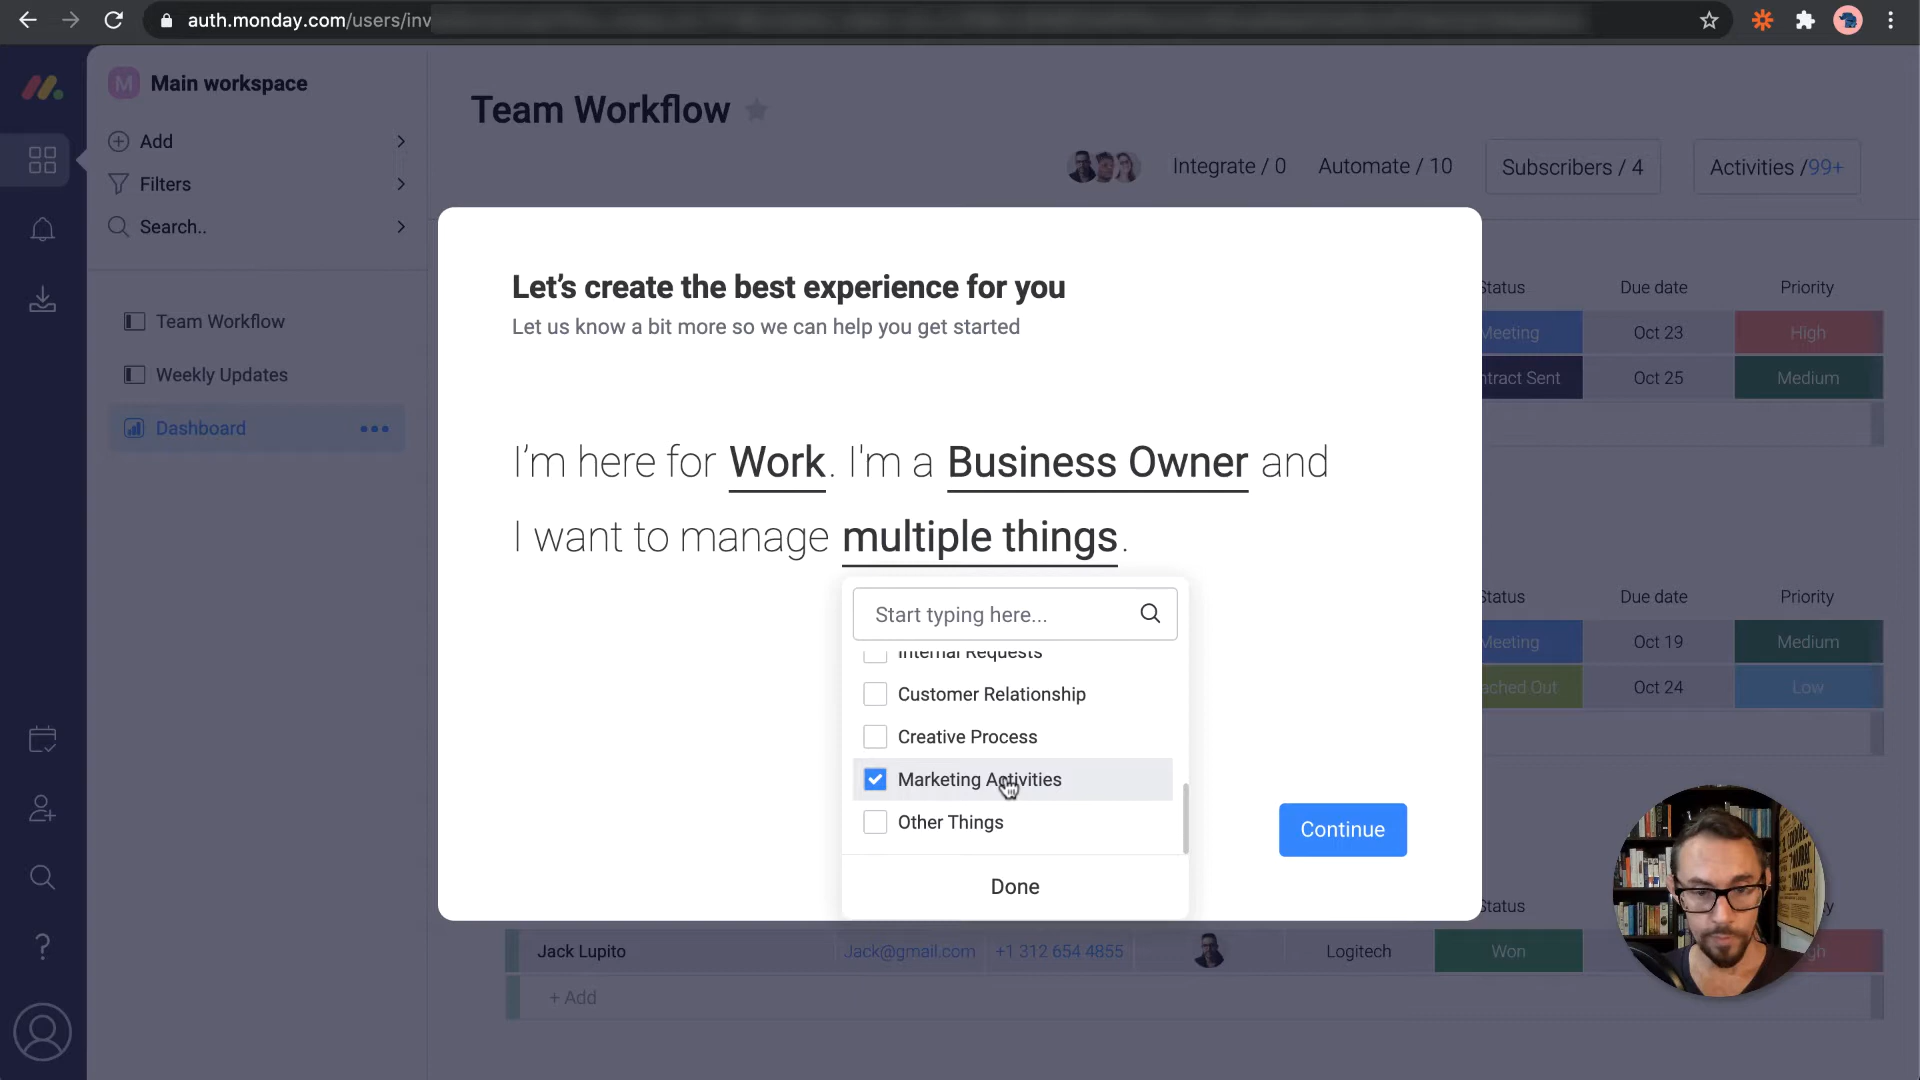 auth.monday.com/users/inv
M Main workspace
Add
Filters
Search..
Team Workflow
Weekly Updates
Dashboard
Team Workflow
Integrate / 0
Automate / 10
Subscribers / 4
Activities /99+
Let's create the best experience for you
Let us know a bit more so we can help you get started
I'm here for Work. I'm a Business Owner and
I want to manage multiple things.
Start typing here...
Internal Requests
Customer Relationship
Creative Process
Marketing Activities
Other Things
Done
Continue
Status Due date Priority
Meeting Oct 23 High
ntract Sent Oct 25 Medium
Status Due date Priority
Meeting Oct 19 Medium
ached Out Oct 24 Low
Status
Jack Lupito Jack@gmail.com +1 312 654 4855 Logitech Won
+ Add
?